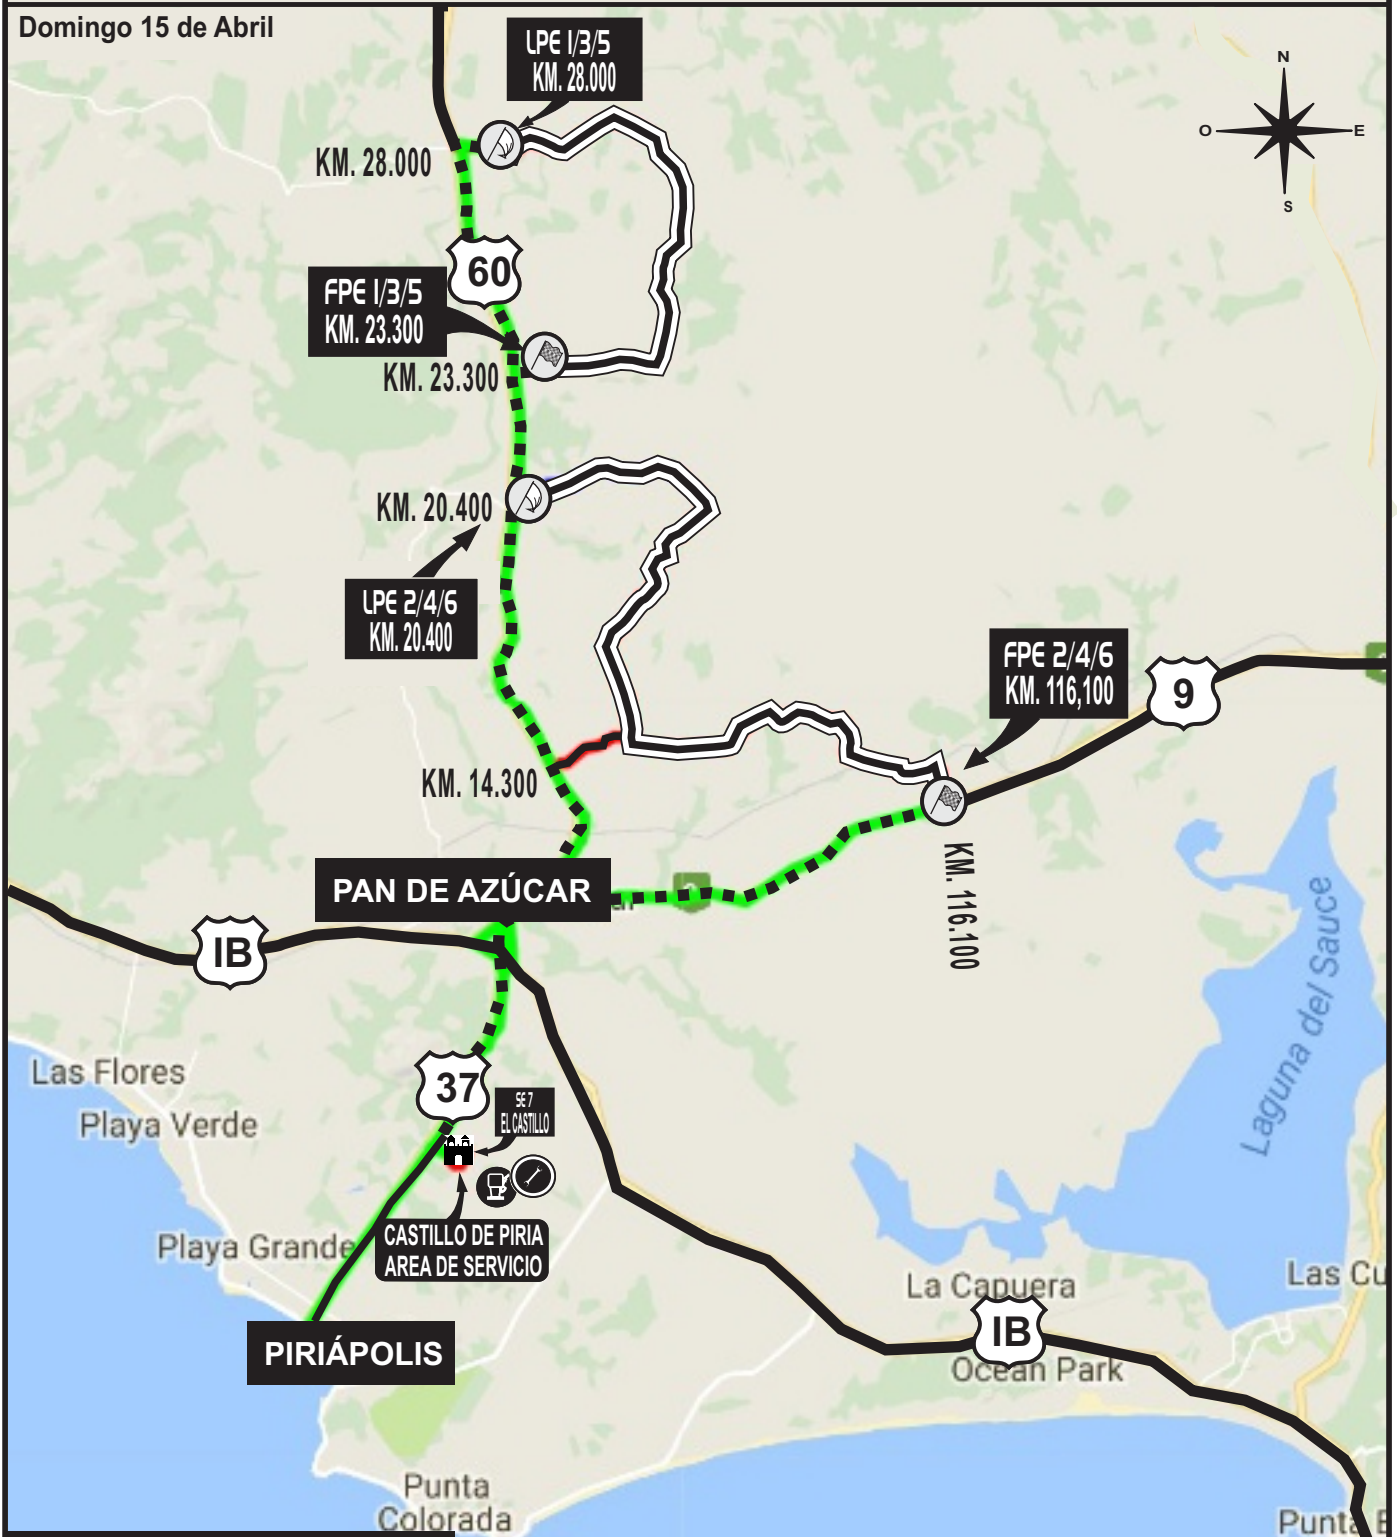 Domingo 15 de Abril
LPE 1/3/5
KM. 28.000
N
O
E
S
KM. 28.000
60
FPE 1/3/5
KM. 23.300
KM. 23.300
KM. 20.400
LPE 2/4/6
KM. 20.400
FPE 2/4/6
KM. 116,100
9
KM. 14.300
KM. 116.100
PAN DE AZÚCAR
IB
Laguna del Sauce
Las Flores
37
SE 7
EL CASTILLO
Playa Verde
Playa Grande
CASTILLO DE PIRIA
AREA DE SERVICIO
La Capuera
Las Cu
IB
PIRIÁPOLIS
Ocean Park
Punta
Colorada
Punta